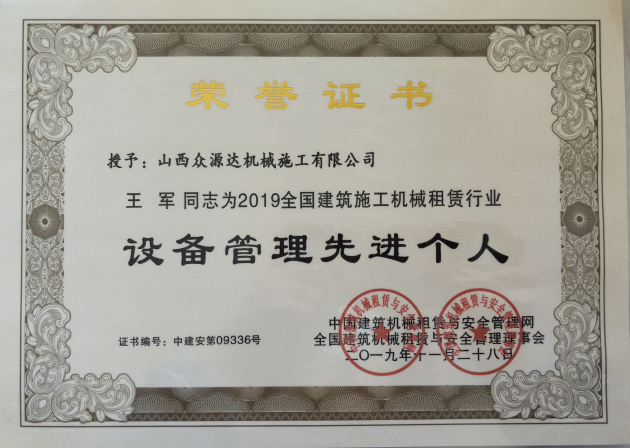 荣誉证书
授予：山西众源达机械施工有限公司
王 军 同志为2019全国建筑施工机械租赁行业
设备管理先进个人
中国建筑机械租赁与安全管理网
证书编号：中建安第09336号
全国建筑机械租赁与安全管理理事会
二〇一九年十一月二十八日